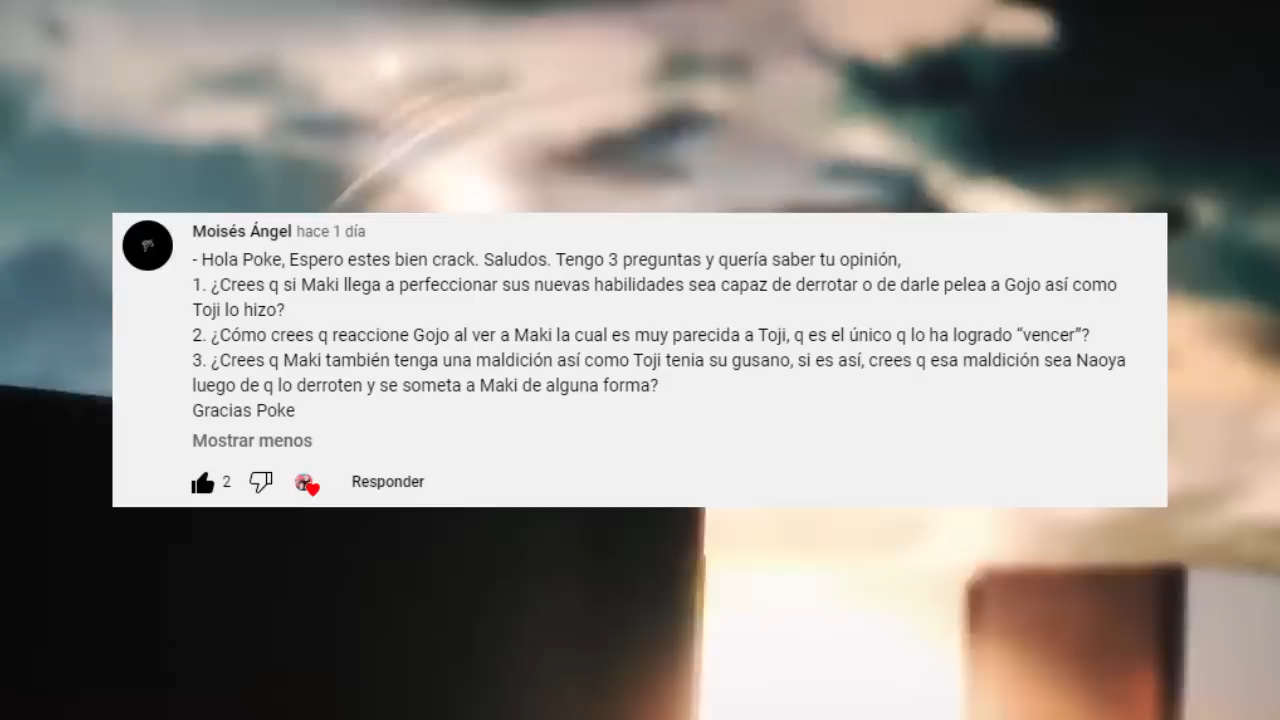 Moisés Ángel hace 1 día
- Hola Poke, Espero estes bien crack. Saludos. Tengo 3 preguntas y quería saber tu opinión,
1. ¿Crees q si Maki llega a perfeccionar sus nuevas habilidades sea capaz de derrotar o de darle pelea a Gojo así como
Toji lo hizo?
2. ¿Cómo crees q reaccione Gojo al ver a Maki la cual es muy parecida a Toji, q es el único q lo ha logrado “vencer”?
3. ¿Crees q Maki también tenga una maldición así como Toji tenia su gusano, si es así, crees q esa maldición sea Naoya
luego de q lo derroten y se someta a Maki de alguna forma?
Gracias Poke
Mostrar menos
2 Responder